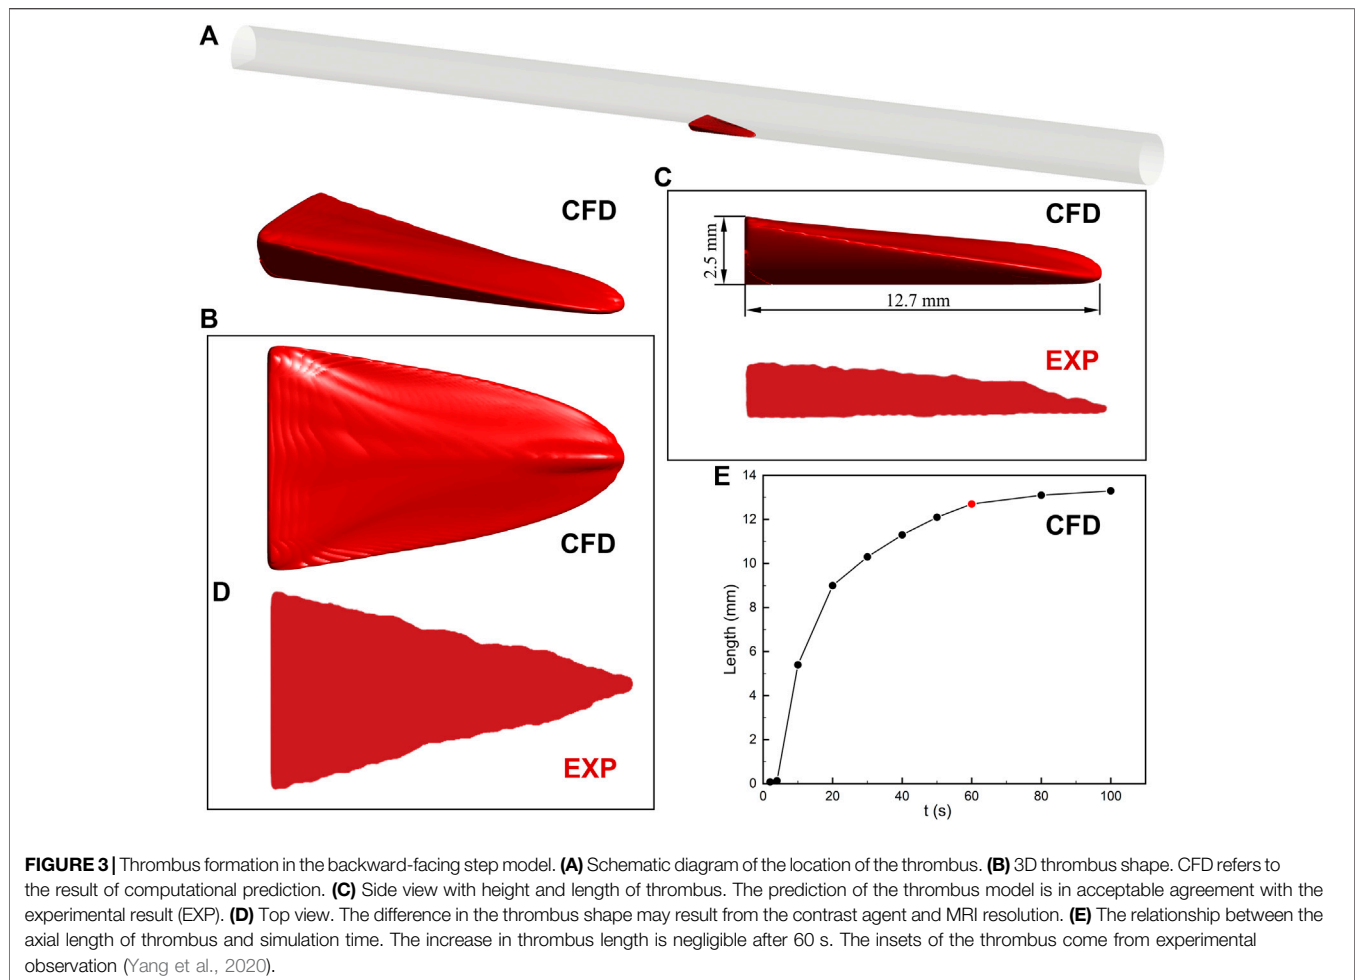 A
CFD
B
CFD
D
EXP
C
CFD
2.5 mm
12.7 mm
EXP
E
14
12
10
8
6
4
2
0
Length (mm)
CFD
0 20 40 60 80 100
t (s)
FIGURE 3 | Thrombus formation in the backward-facing step model. (A) Schematic diagram of the location of the thrombus. (B) 3D thrombus shape. CFD refers to
the result of computational prediction. (C) Side view with height and length of thrombus. The prediction of the thrombus model is in acceptable agreement with the
experimental result (EXP). (D) Top view. The difference in the thrombus shape may result from the contrast agent and MRI resolution. (E) The relationship between the
axial length of thrombus and simulation time. The increase in thrombus length is negligible after 60 s. The insets of the thrombus come from experimental
observation (Yang et al., 2020).